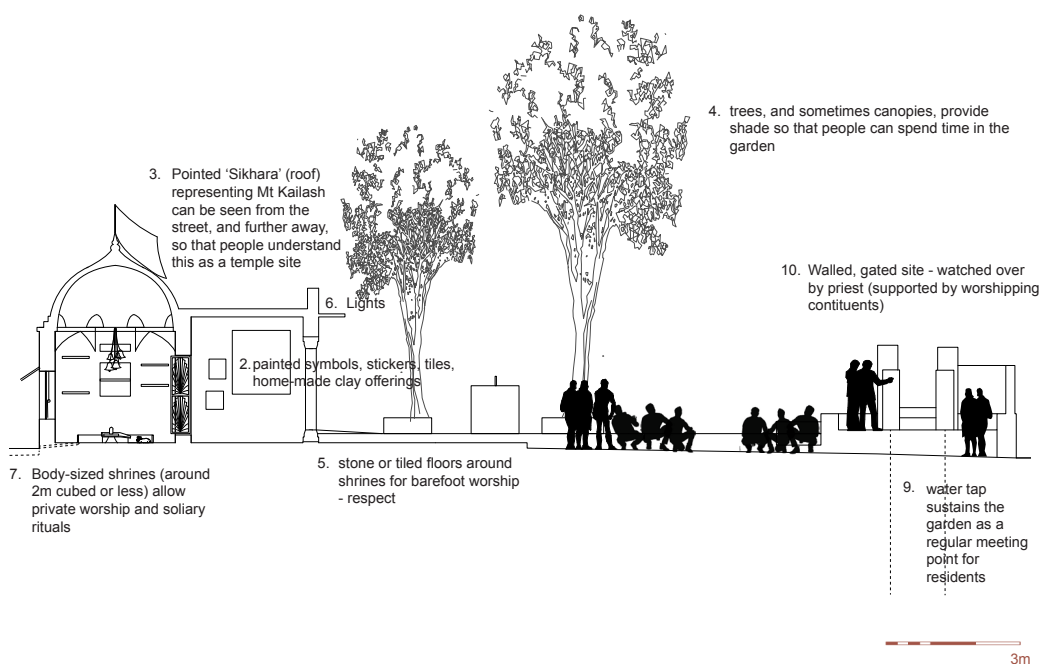 4. trees, and sometimes canopies, provide
shade so that people can spend time in the
garden
3. Pointed ‘Sikhara’ (roof)
representing Mt Kailash
can be seen from the
street, and further away,
so that people understand
this as a temple site
10. Walled, gated site - watched over
by priest (supported by worshipping
contituents)
6. Lights
2. painted symbols, stickers, tiles,
home-made clay offerings
7. Body-sized shrines (around
2m cubed or less) allow
private worship and soliary
rituals
5. stone or tiled floors around
shrines for barefoot worship
- respect
9. water tap
sustains the
garden as a
regular meeting
point for
residents
3m